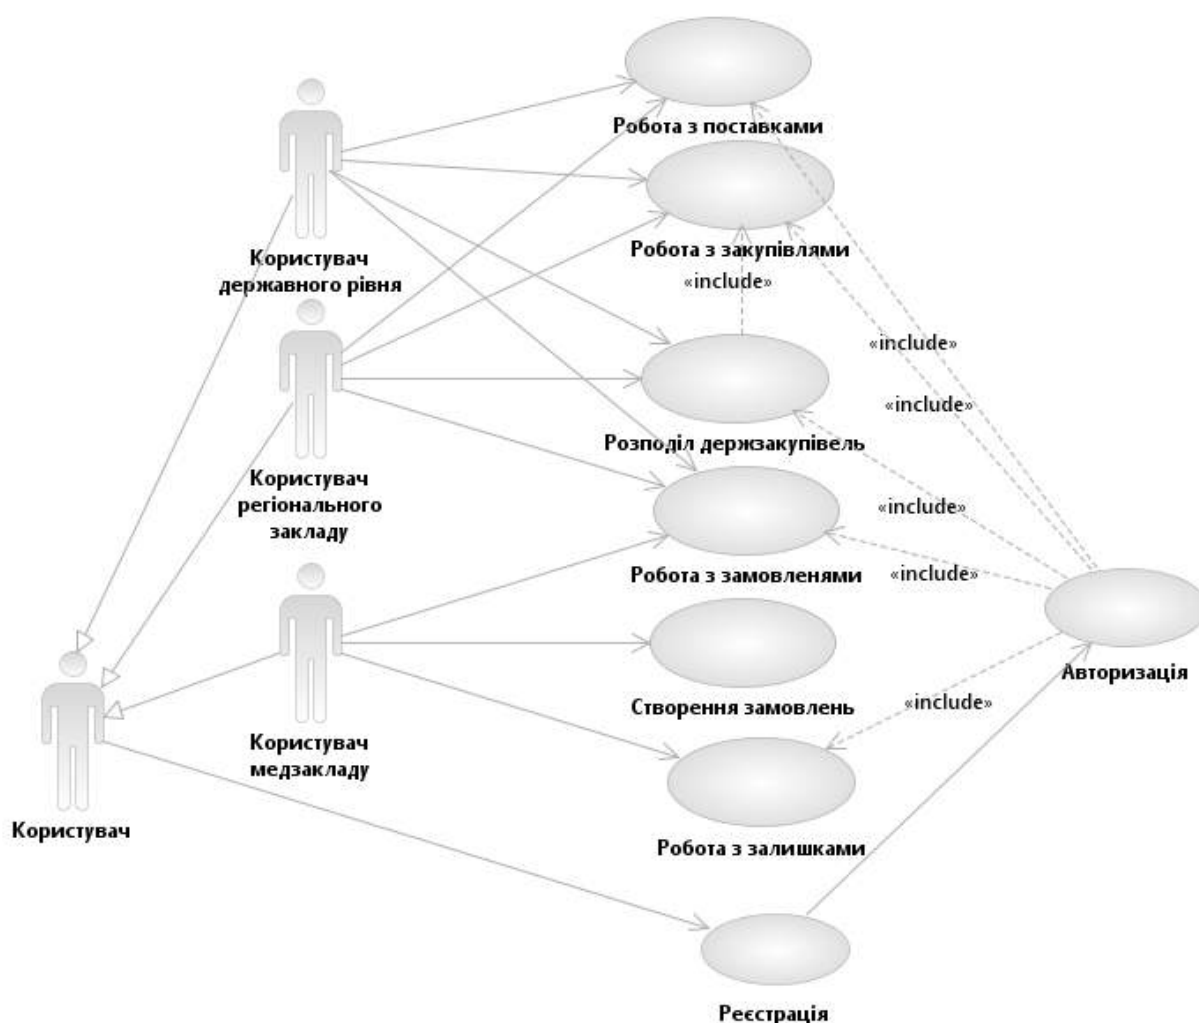 Робота з поставками
Користувач
державного рівня
Робота з закупівлями
«include»
«include»
«include»
Розподіл держзакупівель
Користувач
регіонального
закладу
«include»
Робота з замовленями
«include»
Авторизація
Створення замовлень
«include»
Користувач
медзакладу
Користувач
Робота з залишками
Реєстрація